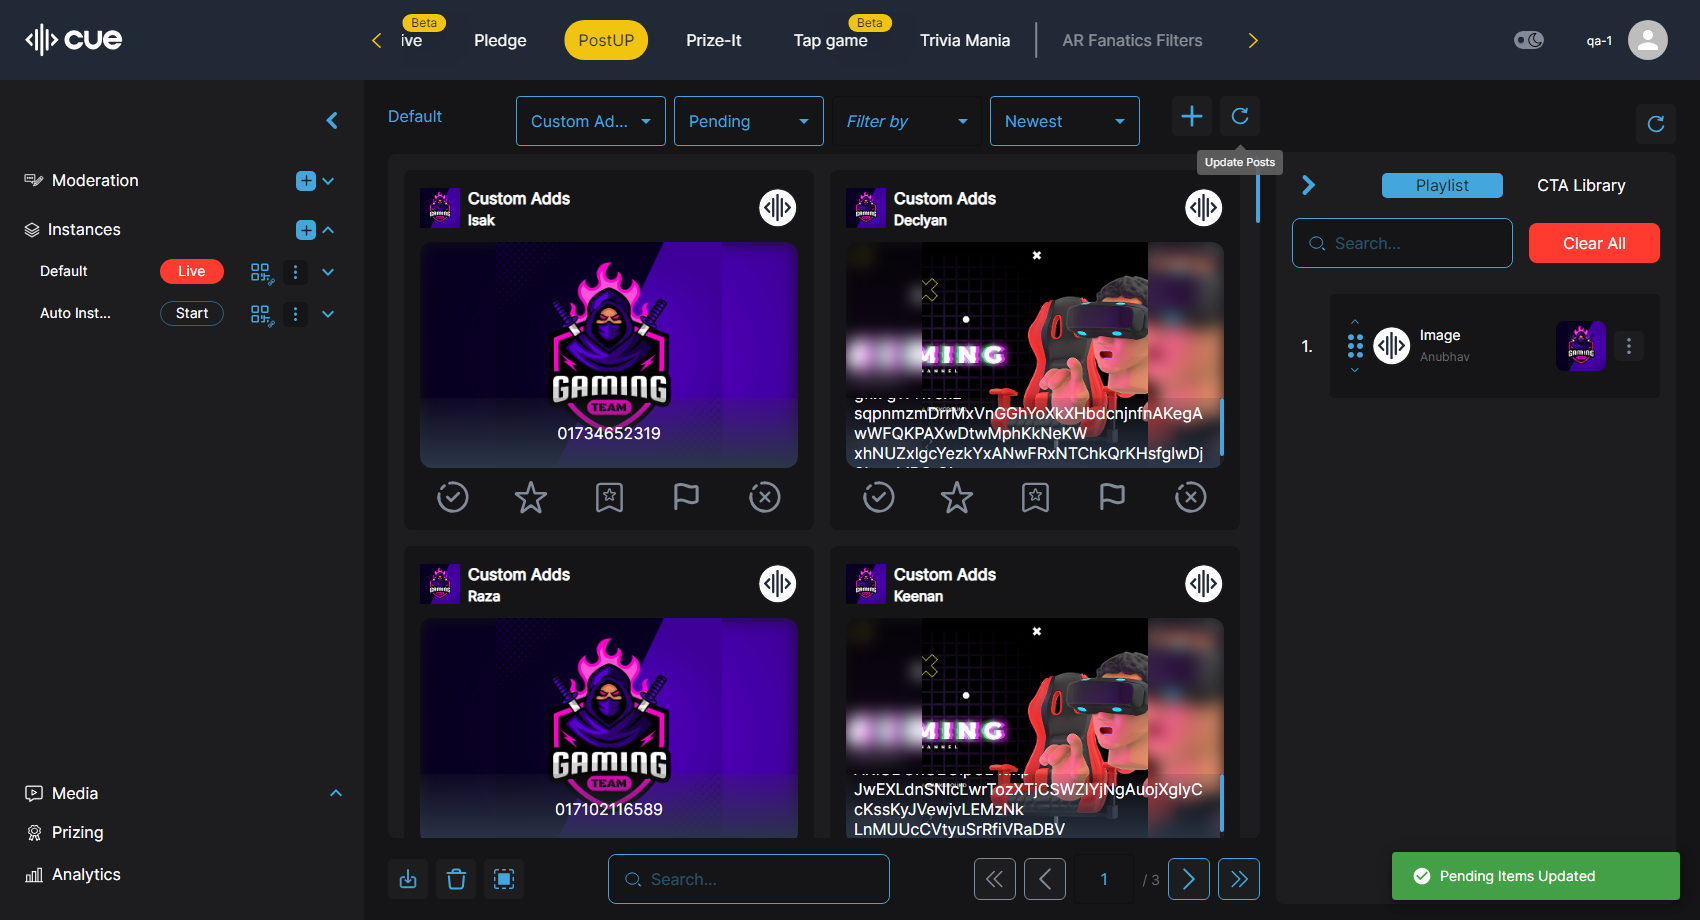 cue
Beta
Beta
ive
Pledge
PostUP
Prize-It
Tap game
Trivia Mania
AR Fanatics Filters
qa-1
Default
Custom Ad...
Pending
Filter by
Newest
Update Posts
Moderation
Instances
Default
Live
Auto Inst...
Start
Media
Prizing
Analytics
Custom Adds
Isak
GAMING
TEAM
01734652319
Custom Adds
Declyan
MING
sqpnmzmDrrMxVnGGhYoXkXHbdcnjnfnAKegA
wWFQKPAXwDtwMphKkNeKW
xhNUZxlgcYezkYxANwFRxNTChkQrKHsfglwDj
Custom Adds
Raza
GAMING
TEAM
017102116589
Custom Adds
Keenan
MING
JwEXLdnSNIcLwrTozXTjCSWZlYjNgAuojXglyC
cKssKyJVewjvLEMzNk
LnMUUcCVtyuSrRfiVRaDBV
Search...
1
/ 3
Playlist
CTA Library
Search...
Clear All
1.
Image
Anubhav
Pending Items Updated